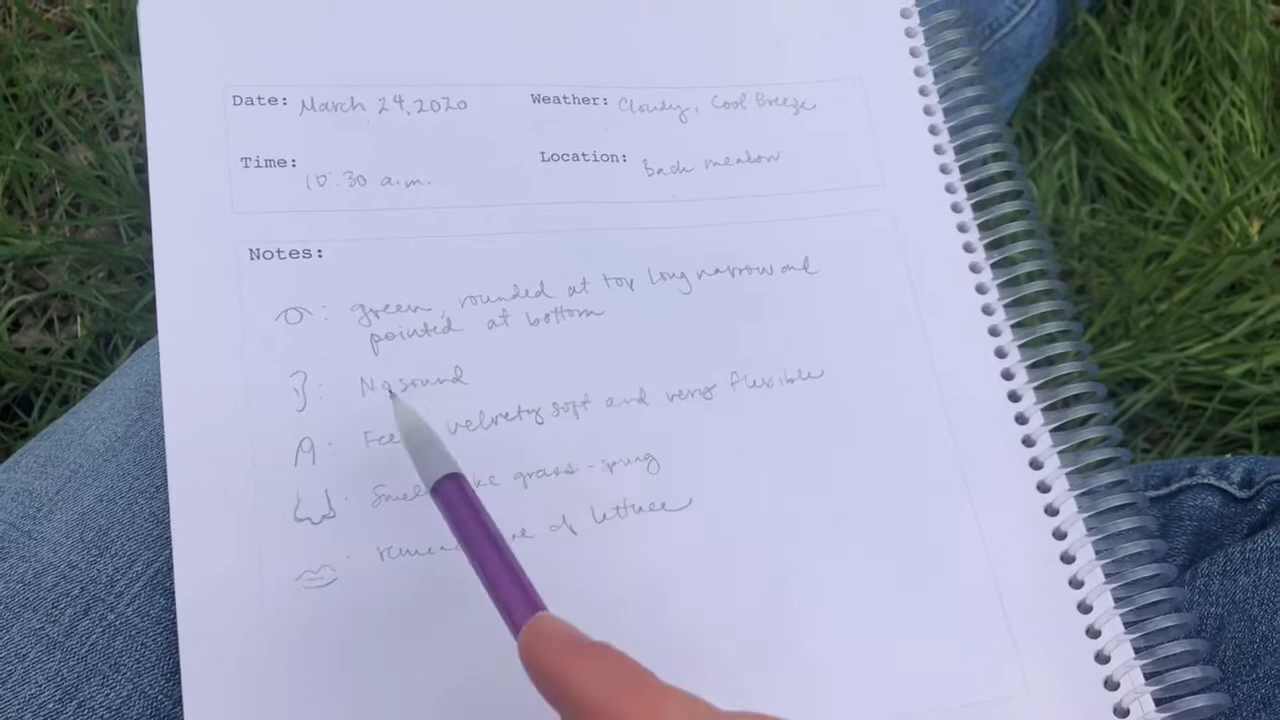 Date: March 24, 2020 Weather: Cloudy, Cool Breeze
Time: 10:30 a.m. Location: Back meadow
Notes:
: green, rounded at top long narrow and
pointed at bottom
: No sound
: velvety soft and very flexible
grass - spring
of lettuce